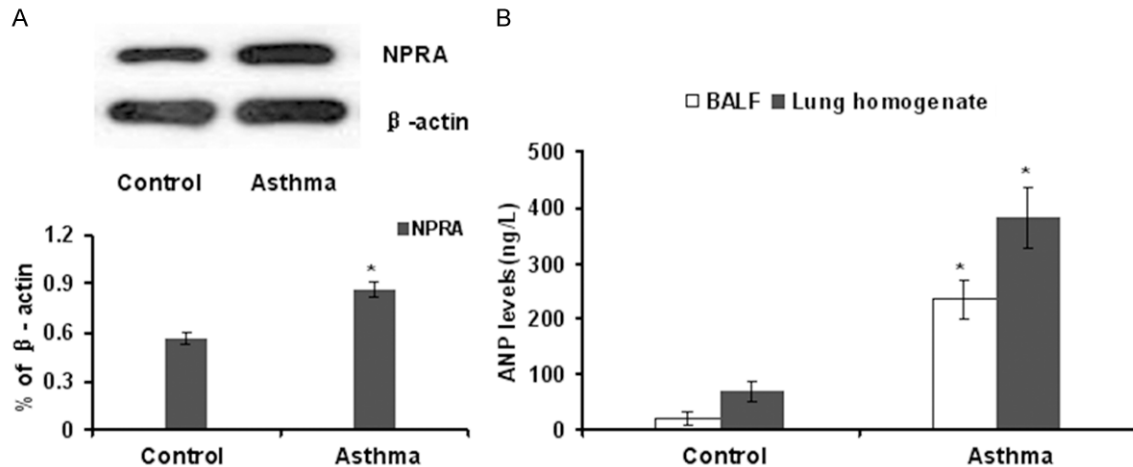 A
NPRA
β -actin
Control Asthma
NPRA
% of β - actin
1.2
0.9
0.6
0.3
0
*
Control Asthma
B
BALF Lung homogenate
ANP levels(ng/L)
500
400
300
200
100
0
*
*
Control Asthma